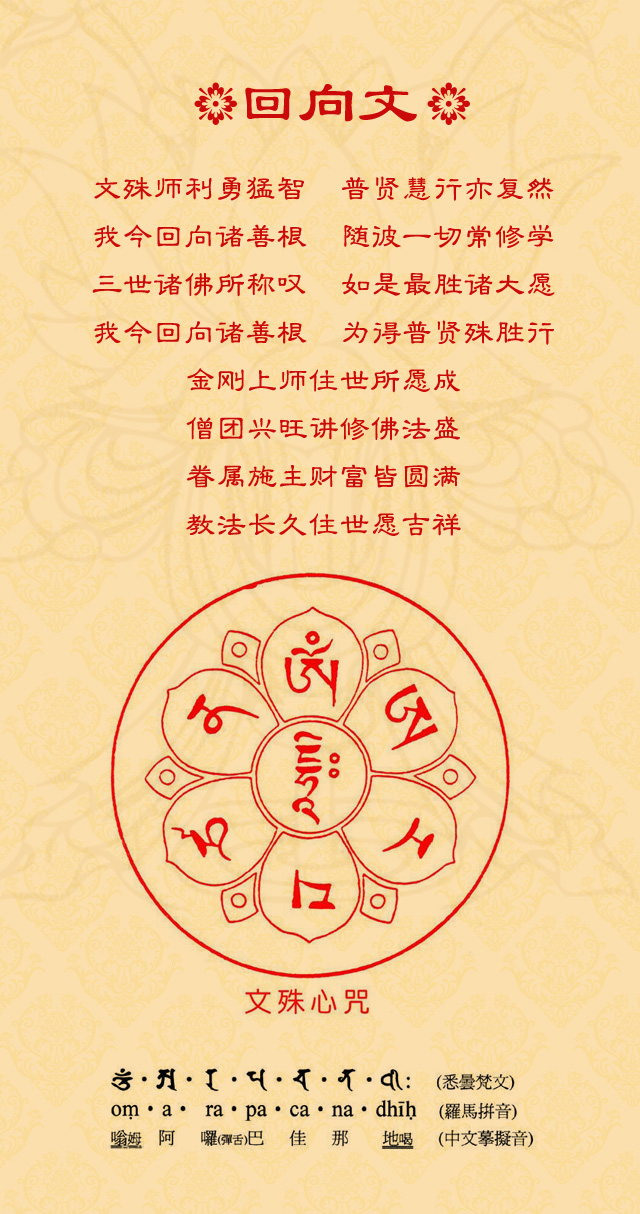 回向文
文殊师利勇猛智 普贤慧行亦复然
我今回向诸善根 随彼一切常修学
三世诸佛所称叹 如是最胜诸大愿
我今回向诸善根 为得普贤殊胜行
金刚上师住世所愿成
僧团兴旺讲修佛法盛
眷属施主财富皆圆满
教法长久住世愿吉祥
文殊心咒
(悉曇梵文)
oṃ • a • ra • pa • ca • na • dhīḥ (羅馬拼音)
嗡姆 阿 囉(彈舌)巴 佳 那 地喝 (中文摹擬音)